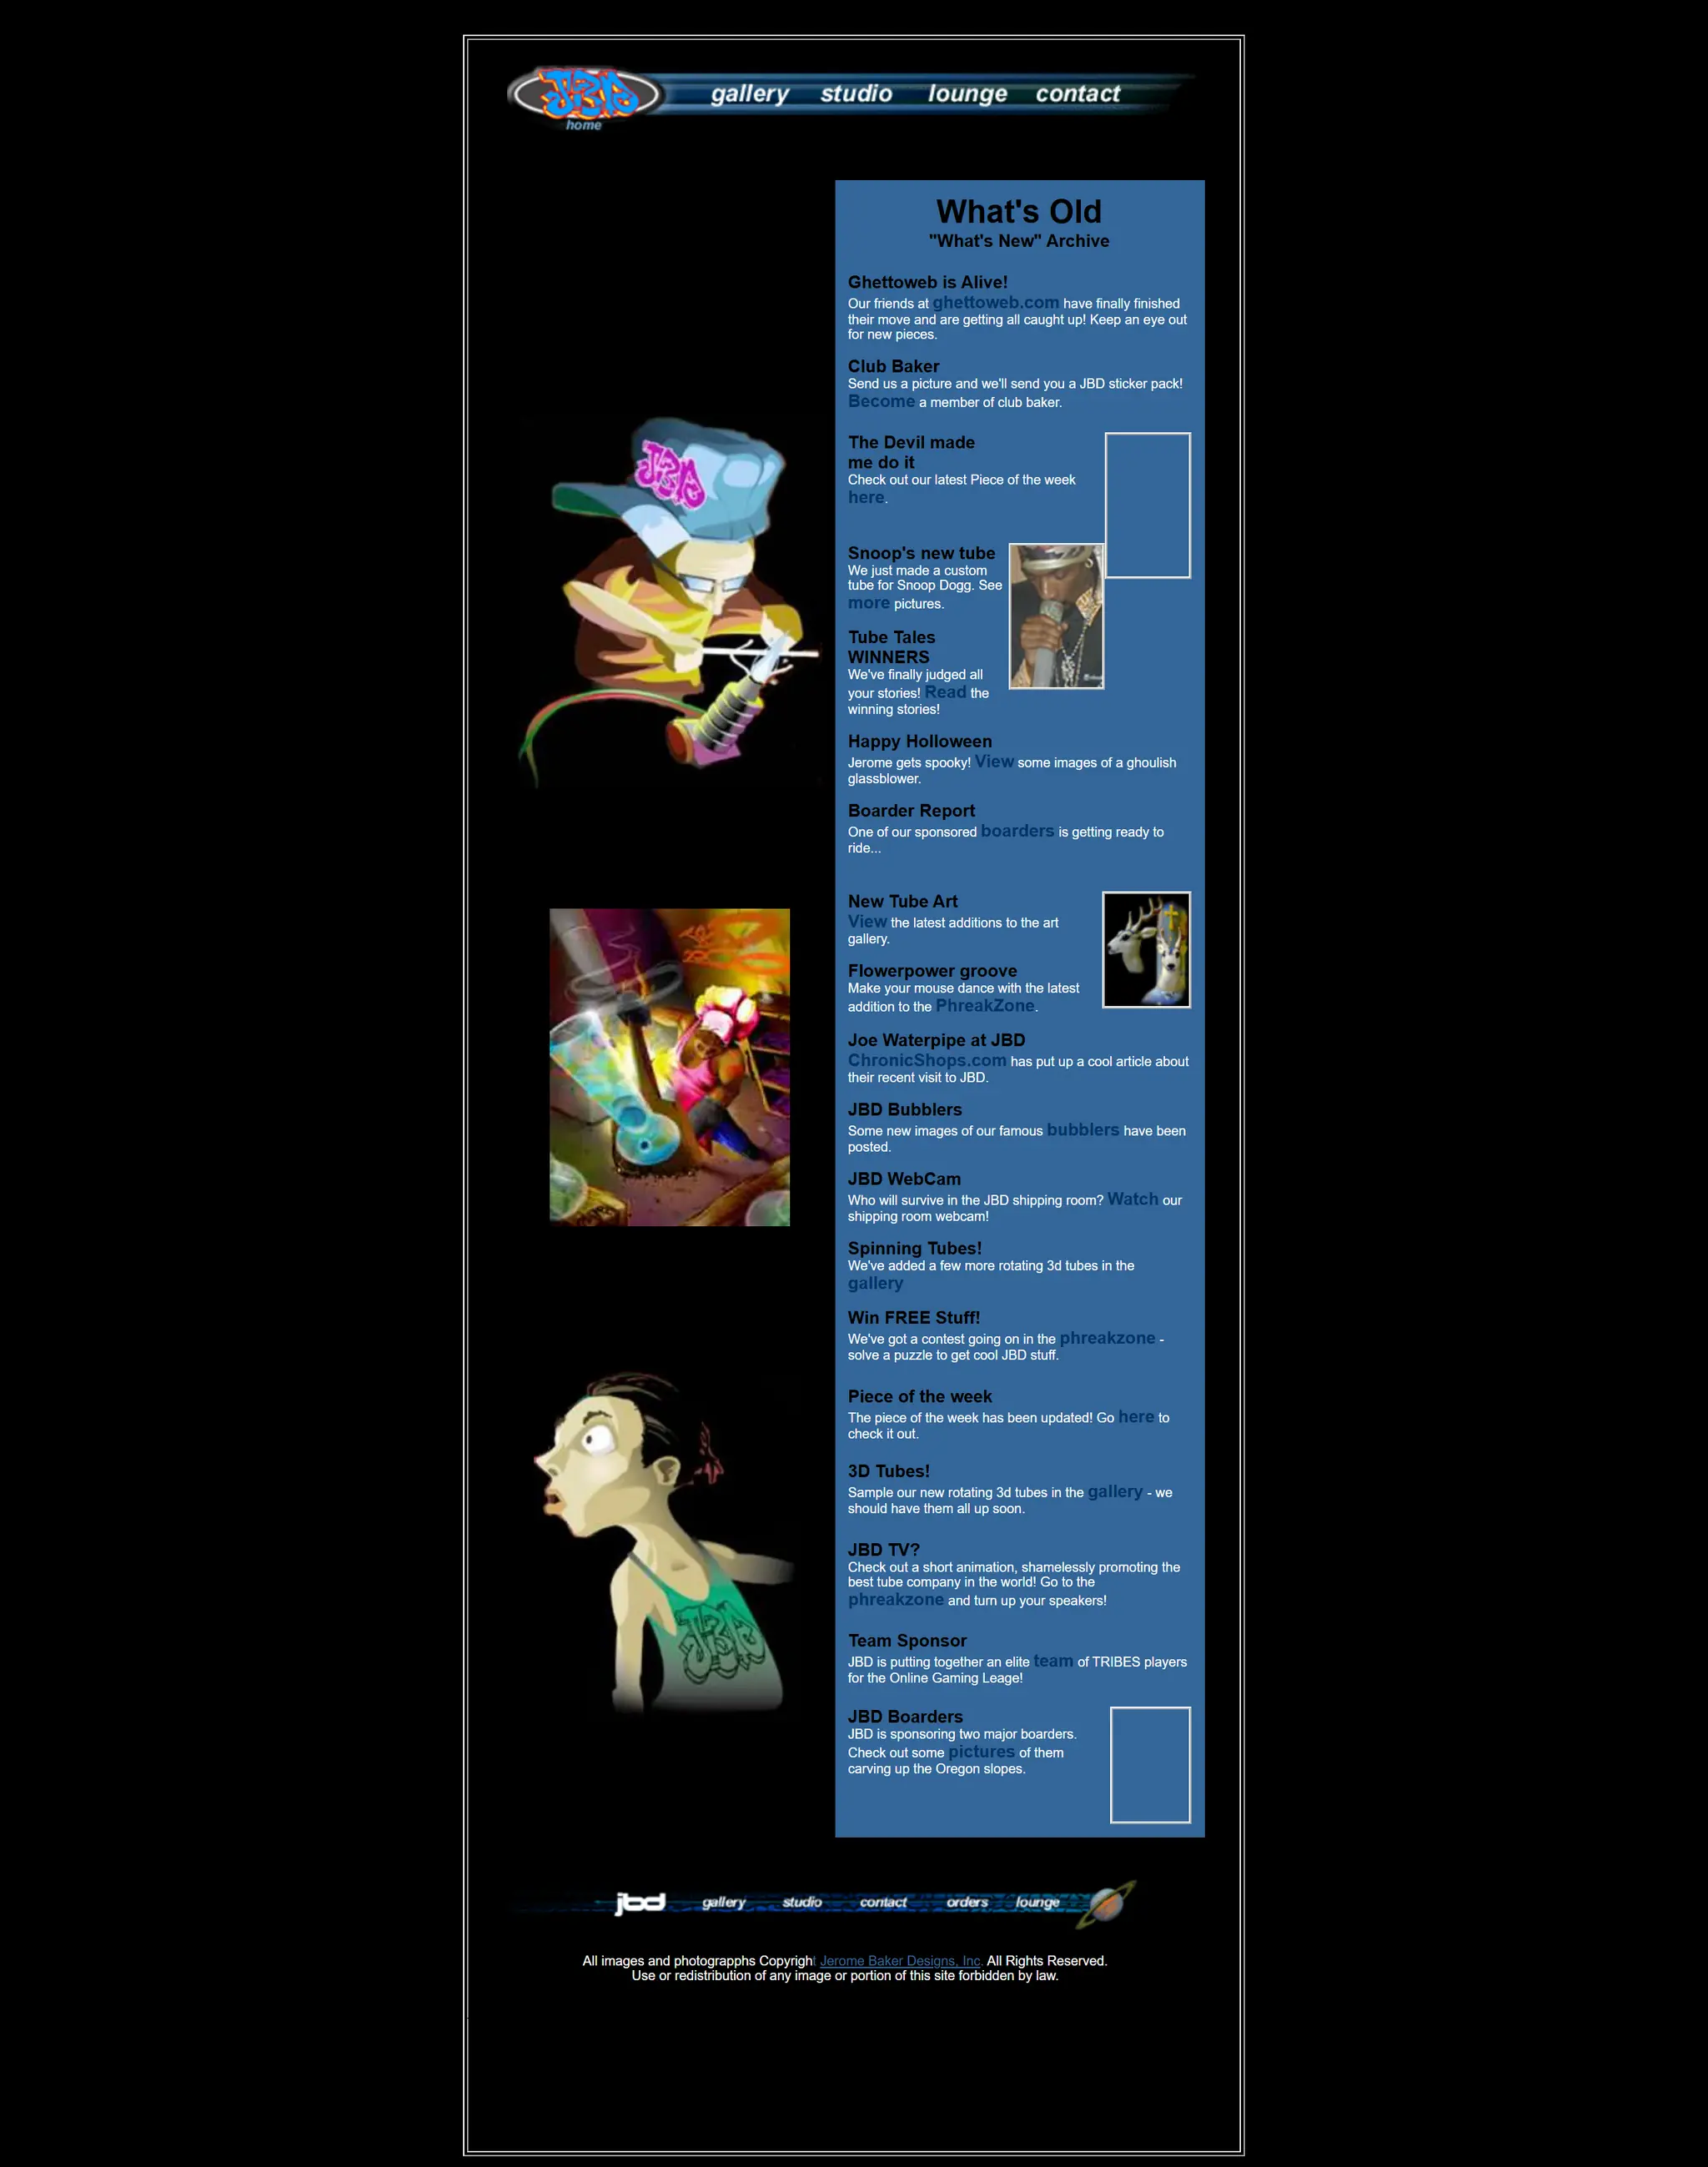 JBD
home
gallery studio lounge contact
What's Old
"What's New" Archive
Ghettoweb is Alive!
Our friends at ghettoweb.com have finally finished
their move and are getting all caught up! Keep an eye out
for new pieces.
Club Baker
Send us a picture and we'll send you a JBD sticker pack!
Become a member of club baker.
The Devil made
me do it
Check out our latest Piece of the week
here.
Snoop's new tube
We just made a custom
tube for Snoop Dogg. See
more pictures.
Tube Tales
WINNERS
We've finally judged all
your stories! Read the
winning stories!
Happy Holloween
Jerome gets spooky! View some images of a ghoulish
glassblower.
Boarder Report
One of our sponsored boarders is getting ready to
ride...
New Tube Art
View the latest additions to the art
gallery.
Flowerpower groove
Make your mouse dance with the latest
addition to the PhreakZone.
Joe Waterpipe at JBD
ChronicShops.com has put up a cool article about
their recent visit to JBD.
JBD Bubblers
Some new images of our famous bubblers have been
posted.
JBD WebCam
Who will survive in the JBD shipping room? Watch our
shipping room webcam!
Spinning Tubes!
We've added a few more rotating 3d tubes in the
gallery
Win FREE Stuff!
We've got a contest going on in the phreakzone -
solve a puzzle to get cool JBD stuff.
Piece of the week
The piece of the week has been updated! Go here to
check it out.
3D Tubes!
Sample our new rotating 3d tubes in the gallery - we
should have them all up soon.
JBD TV?
Check out a short animation, shamelessly promoting the
best tube company in the world! Go to the
phreakzone and turn up your speakers!
Team Sponsor
JBD is putting together an elite team of TRIBES players
for the Online Gaming Leage!
JBD Boarders
JBD is sponsoring two major boarders.
Check out some pictures of them
carving up the Oregon slopes.
JBD
JBD
jbd gallery studio contact orders lounge
All images and photograpphs Copyright Jerome Baker Designs, Inc. All Rights Reserved.
Use or redistribution of any image or portion of this site forbidden by law.